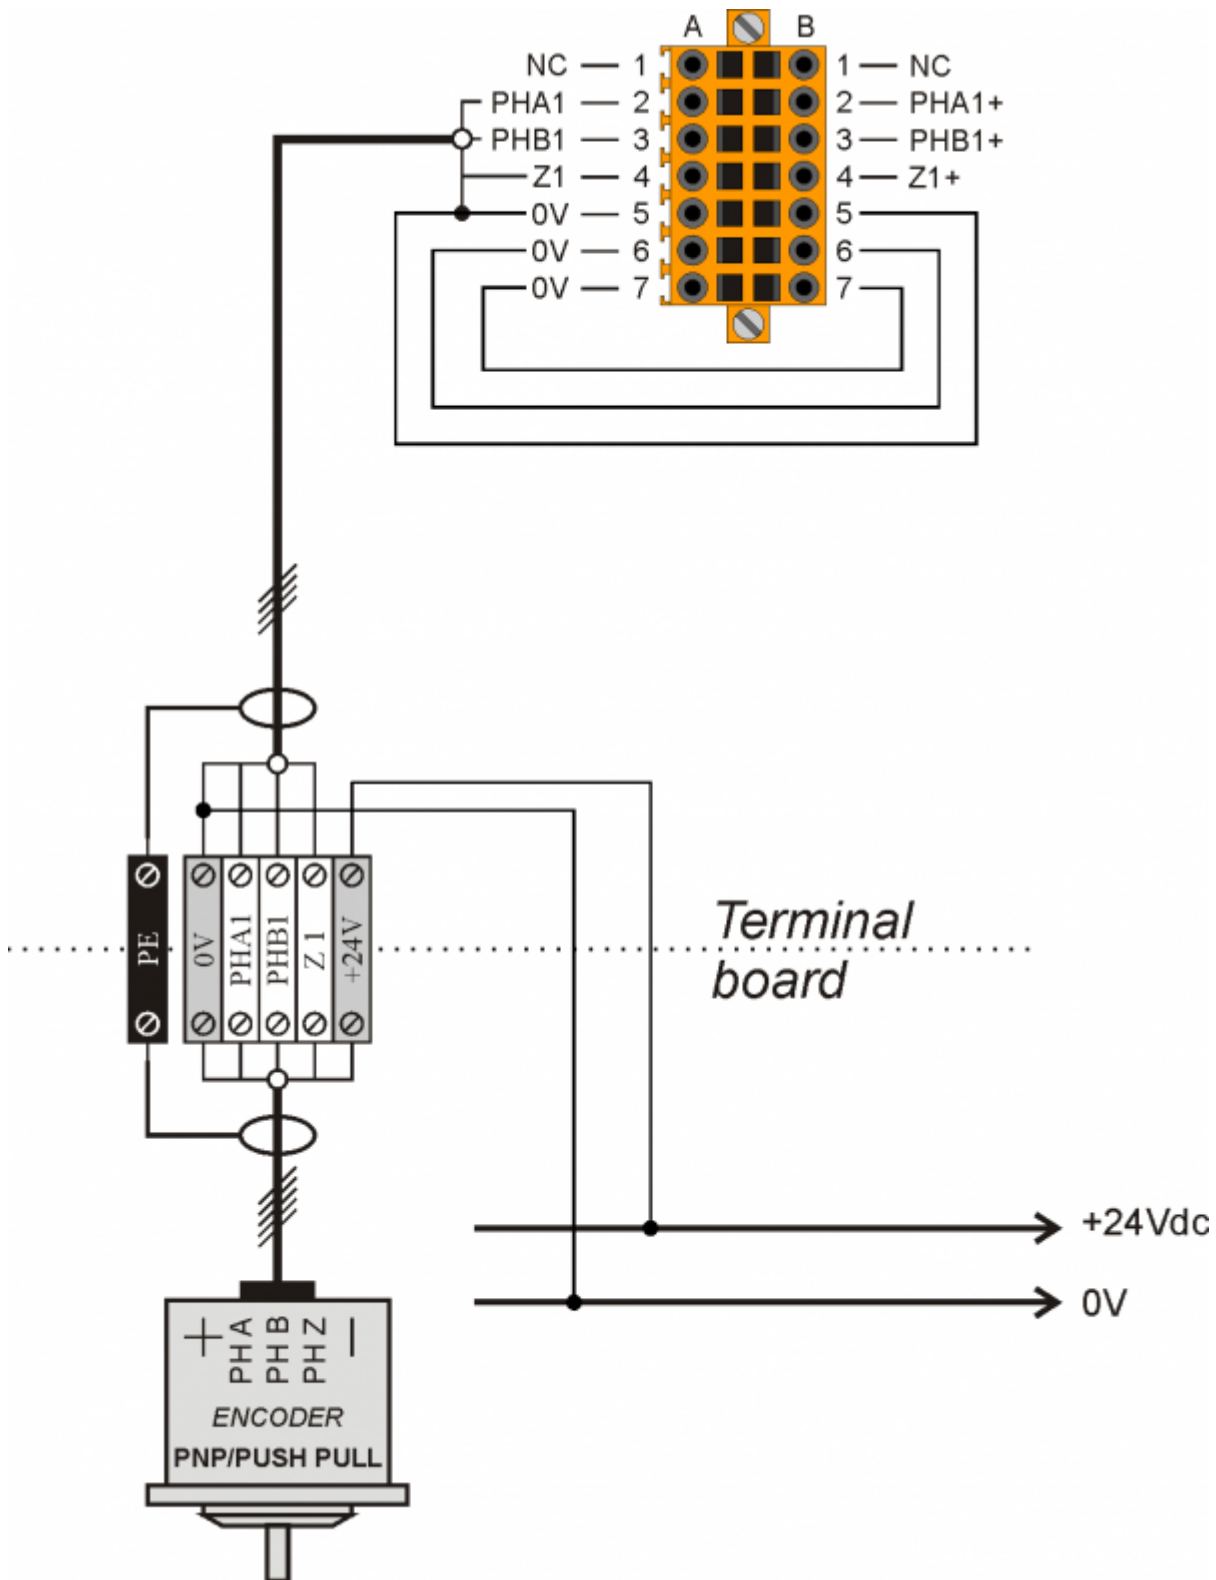 A B
NC 1 1 NC
PHA1 2 2 PHA1+
PHB1 3 3 PHB1+
Z1 4 4 Z1+
0V 5 5
0V 6 6
0V 7 7
PE 0V PHA1 PHB1 Z1 +24V
Terminal
board
+24Vdc
0V
+ PH A PH B PH Z —
ENCODER
PNP/PUSH PULL